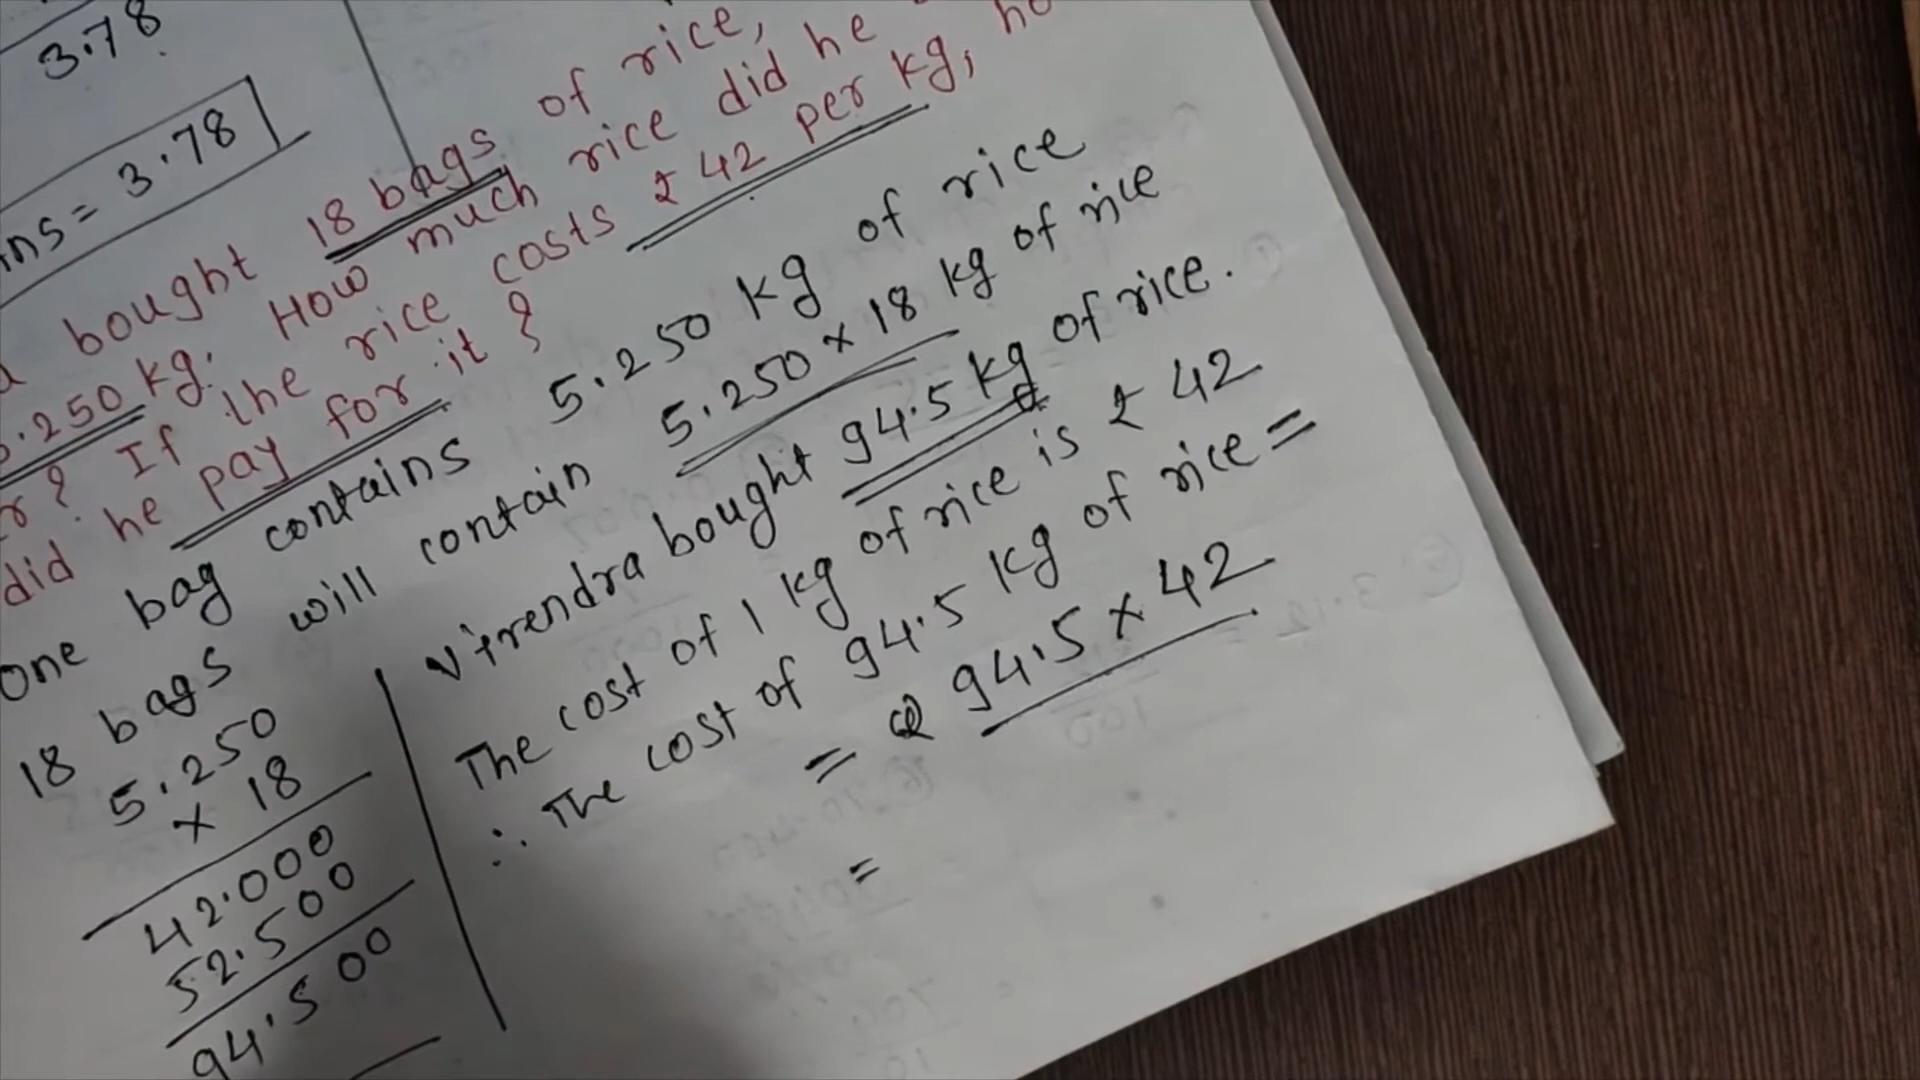 3.78
ns = 3.78
bought 18 bags of rice,
.250 kg. How much rice did he
r? If the rice costs ₹ 42 per kg,
did he pay for it ?
One bag contains 5.250 kg of rice
18 bags will contain 5.250 × 18 kg of rice
5.250
× 18
42.000
52.500
94.500
Virendra bought 94.5 kg of rice.
The cost of 1 kg of rice is ₹ 42
∴ The cost of 94.5 kg of rice =
= ₹ 94.5 × 42
=